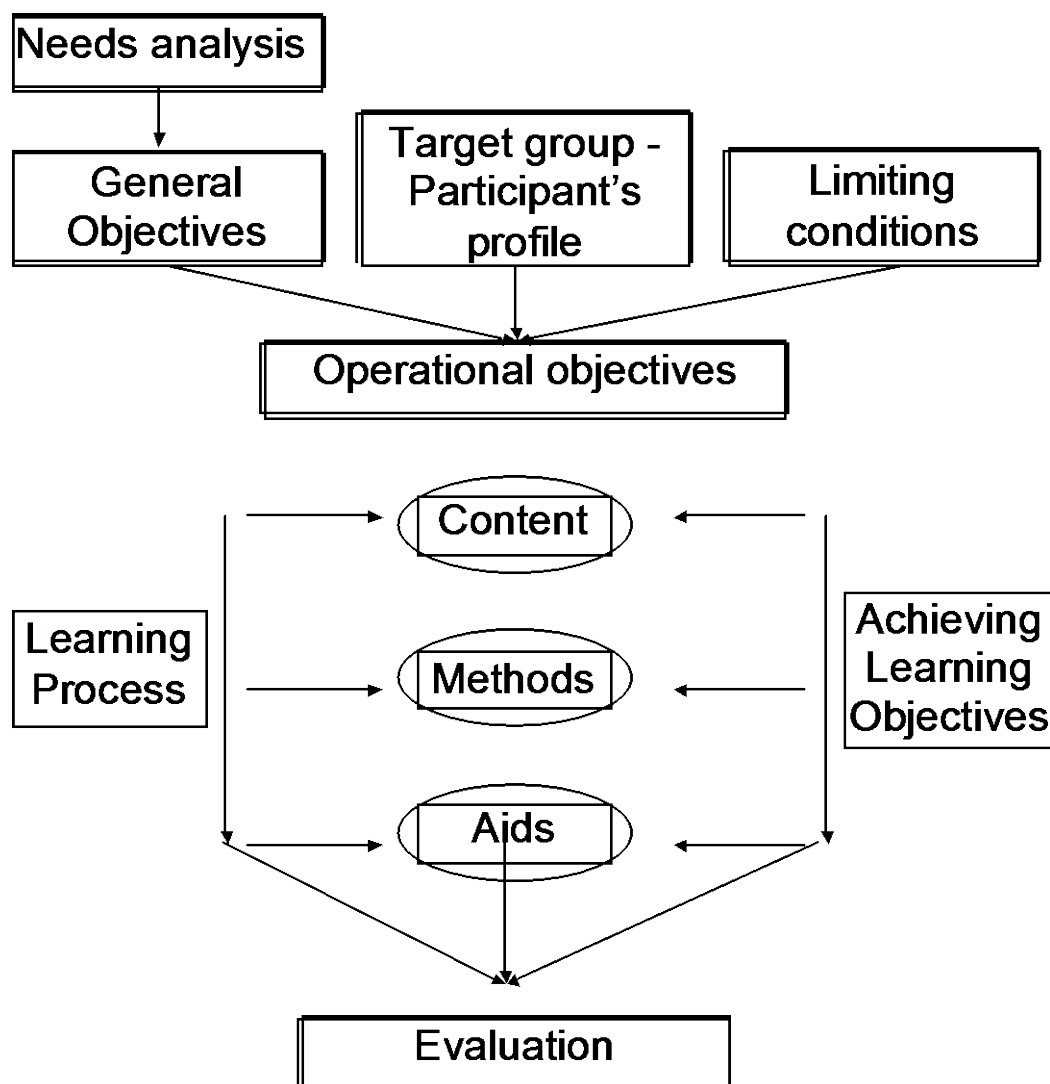 Needs analysis
General
Objectives
Target group -
Participant’s
profile
Limiting
conditions
Operational objectives
Content
Learning
Process
Methods
Achieving
Learning
Objectives
Aids
Evaluation